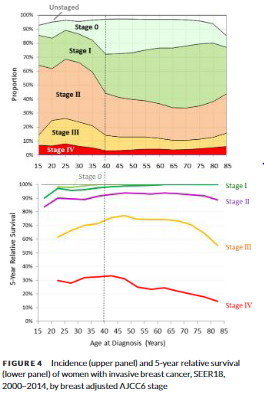 Unstaged
100%
90%
80%
70%
60%
50%
40%
30%
20%
10%
0%
Proportion
Stage 0
Stage I
Stage II
Stage III
Stage IV
15 20 25 30 35 40 45 50 55 60 65 70 75 80 85
Stage 0
100%
90%
80%
70%
60%
50%
40%
30%
20%
10%
0%
5-Year Relative Survival
Stage I
Stage II
Stage III
Stage IV
15 20 25 30 35 40 45 50 55 60 65 70 75 80 85
Age at Diagnosis (Years)
FIGURE 4 Incidence (upper panel) and 5-year relative survival
(lower panel) of women with invasive breast cancer, SEER18,
2000–2014, by breast adjusted AJCC6 stage